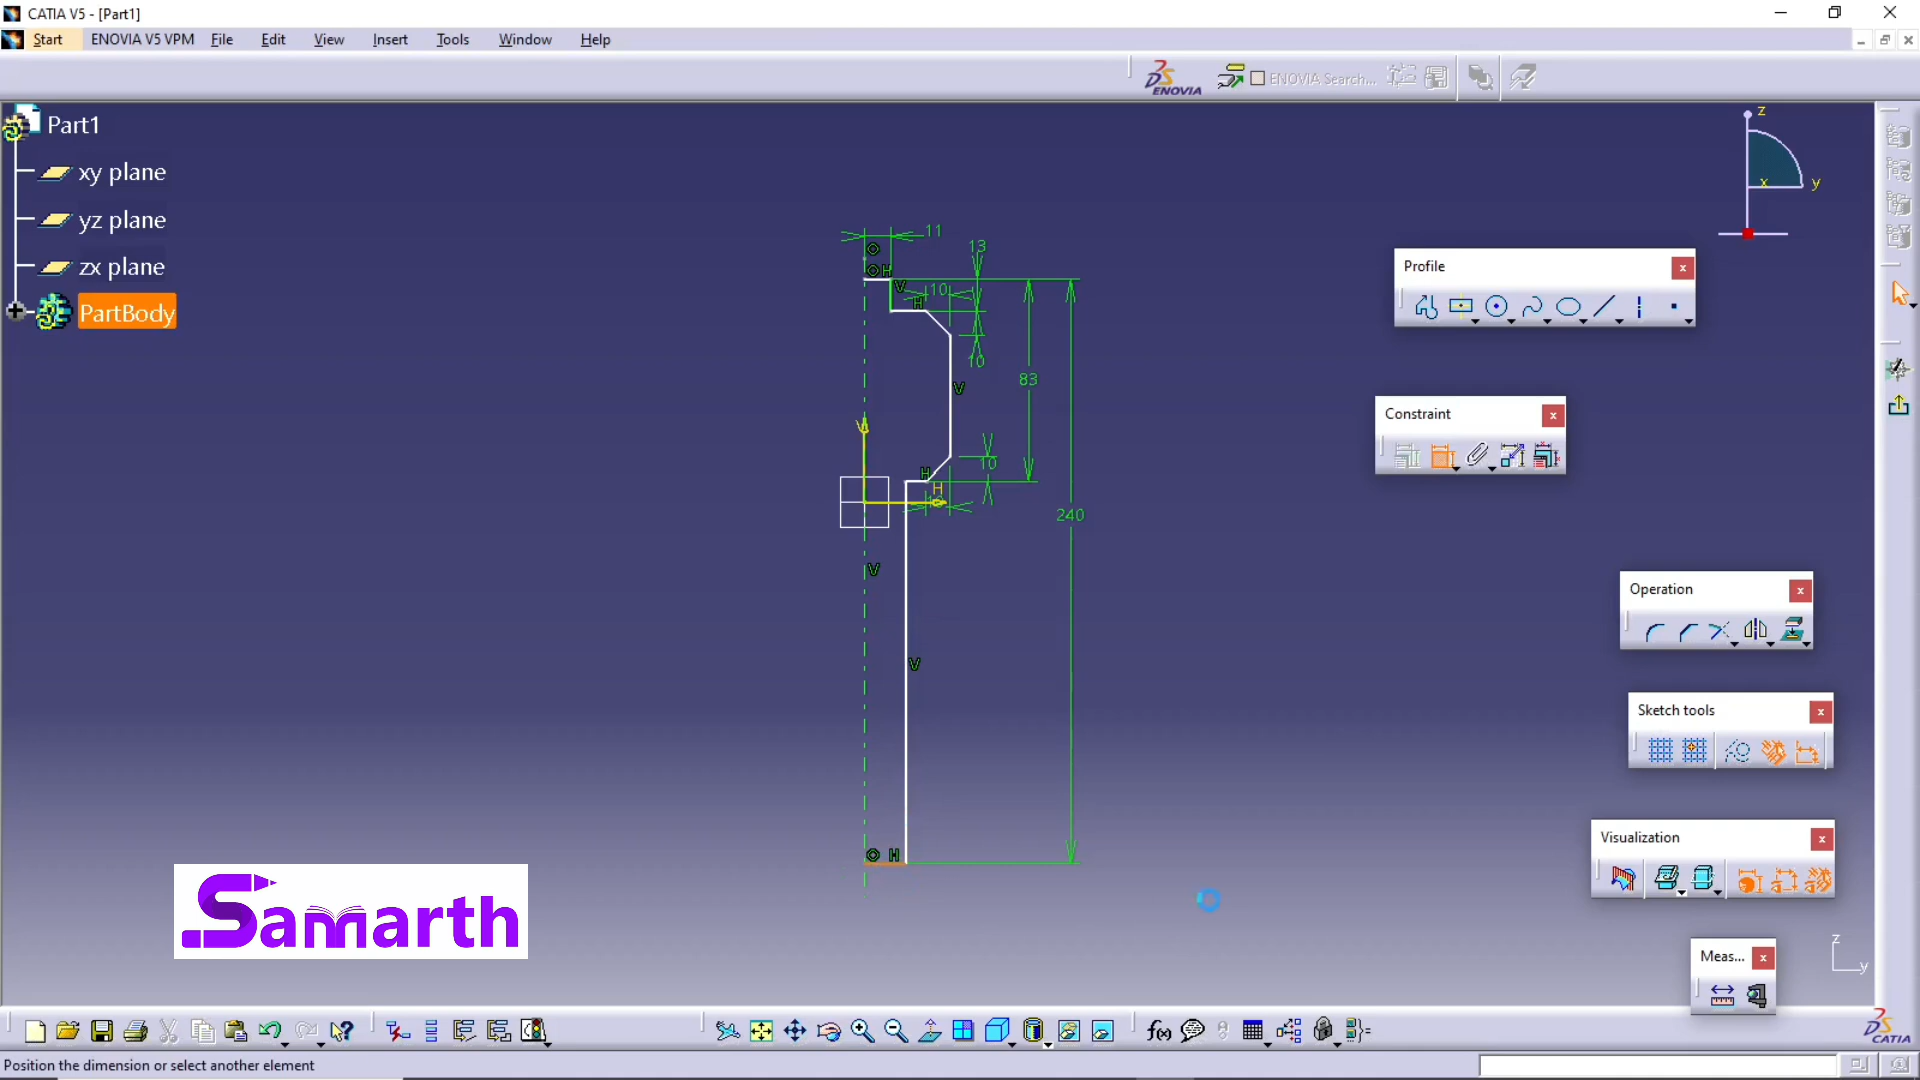 CATIA V5 - [Part1]
Start ENOVIA V5 VPM File Edit View Insert Tools Window Help
ENOVIA
ENOVIA Search...
Part1
xy plane
yz plane
zx plane
PartBody
z
x y
Profile
Constraint
Operation
Sketch tools
Visualization
Meas...
11
13
H
V 10
H
10
V
83
10
H
H
240
V
V
H
Samarth
z
y
f(x)
CATIA
Position the dimension or select another element